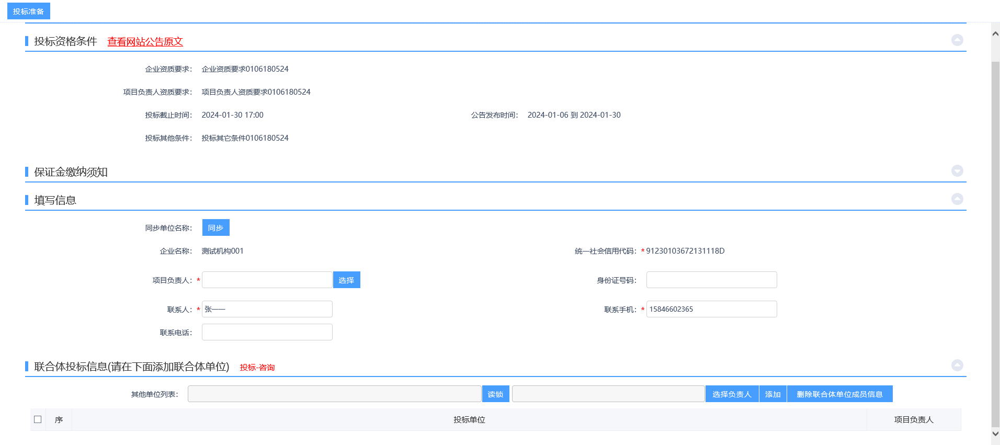 投标准备
投标资格条件 查看网站公告原文
企业资质要求： 企业资质要求0106180524
项目负责人资质要求： 项目负责人资质要求0106180524
投标截止时间： 2024-01-30 17:00 公告发布时间： 2024-01-06 到 2024-01-30
投标其他条件： 投标其它条件0106180524
保证金缴纳须知
填写信息
同步单位名称： 同步
企业名称： 测试机构001 统一社会信用代码：* 91230103672131118D
项目负责人：* 选择 身份证号码：
联系人：* 张一一 联系手机：* 15846602365
联系电话：
联合体投标信息(请在下面添加联合体单位) 投标-咨询
其他单位列表： 读锁 选择负责人 添加 删除联合体单位成员信息
序 投标单位 项目负责人